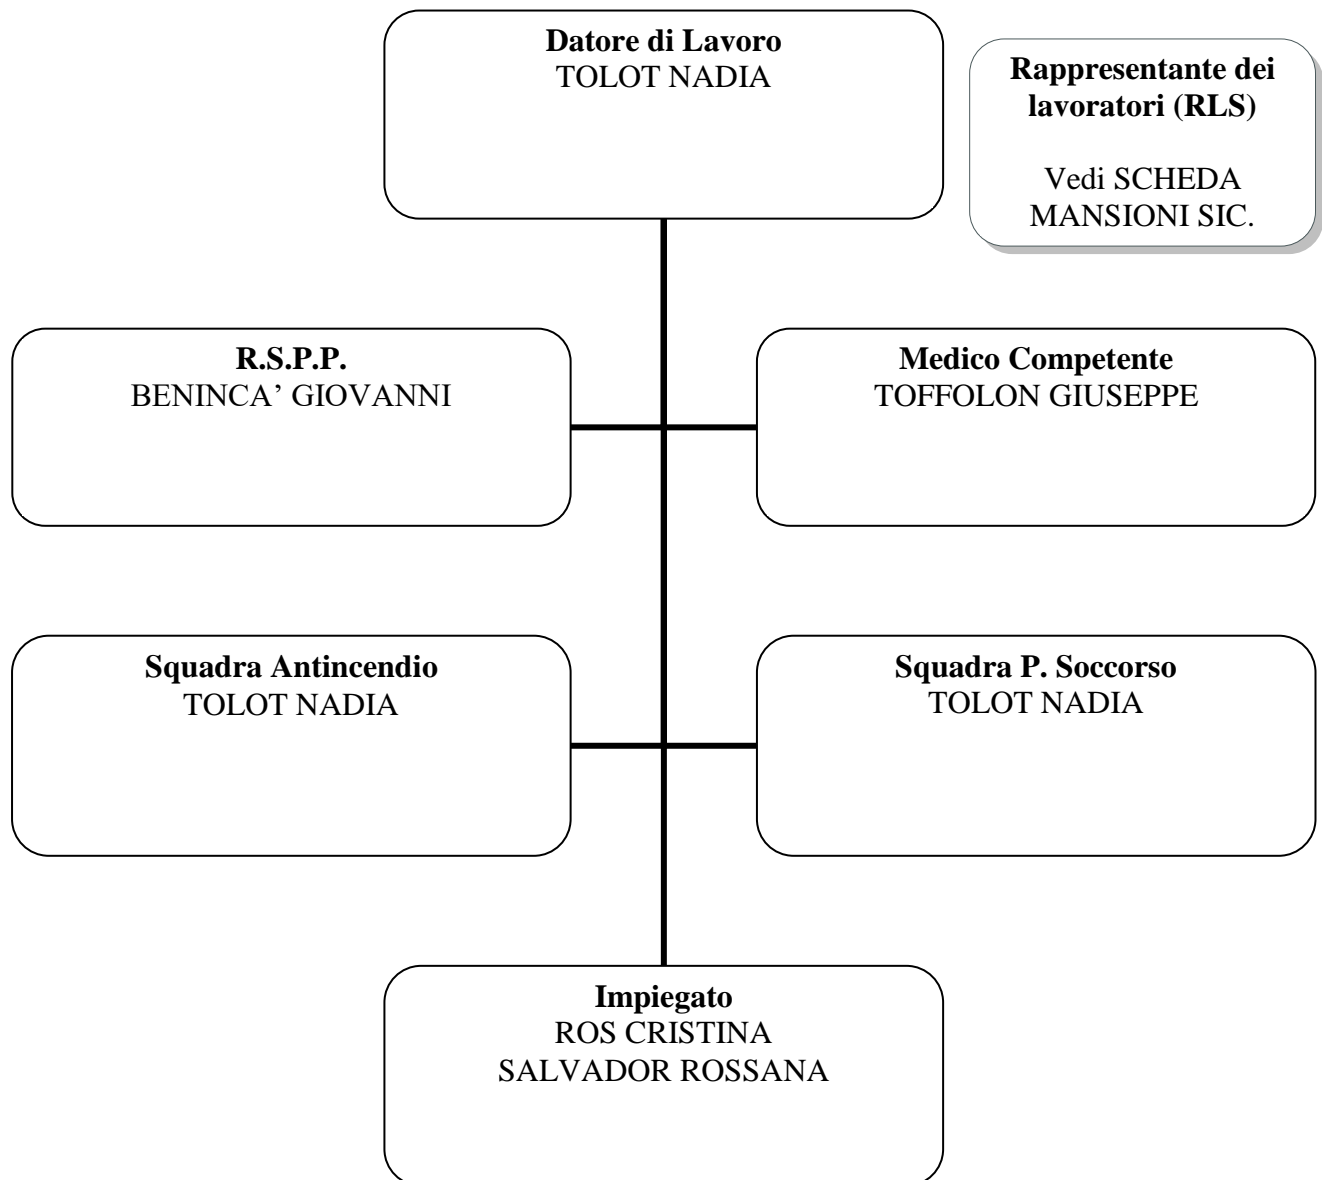 Datore di Lavoro
TOLOT NADIA
Rappresentante dei
lavoratori (RLS)
Vedi SCHEDA
MANSIONI SIC.
R.S.P.P.
BENINCA’ GIOVANNI
Medico Competente
TOFFOLON GIUSEPPE
Squadra Antincendio
TOLOT NADIA
Squadra P. Soccorso
TOLOT NADIA
Impiegato
ROS CRISTINA
SALVADOR ROSSANA